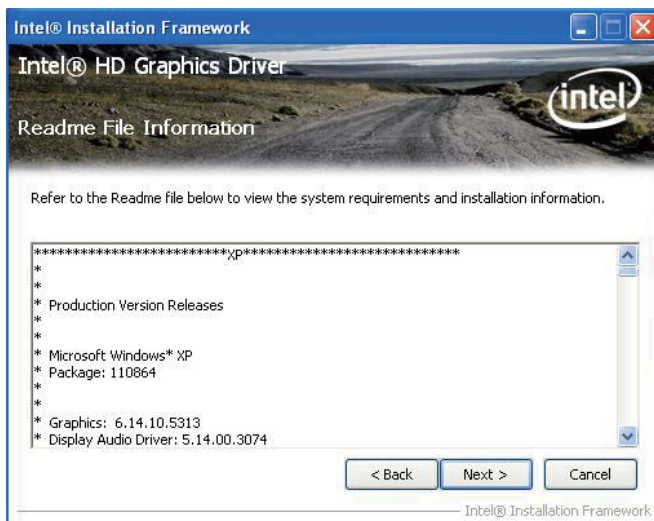 Intel® Installation Framework
Intel® HD Graphics Driver
intel
Readme File Information
Refer to the Readme file below to view the system requirements and installation information.
*************************XP****************************
*
*
* Production Version Releases
*
*
* Microsoft Windows* XP
* Package: 110864
*
*
* Graphics: 6.14.10.5313
* Display Audio Driver: 5.14.00.3074
< Back
Next >
Cancel
Intel® Installation Framework